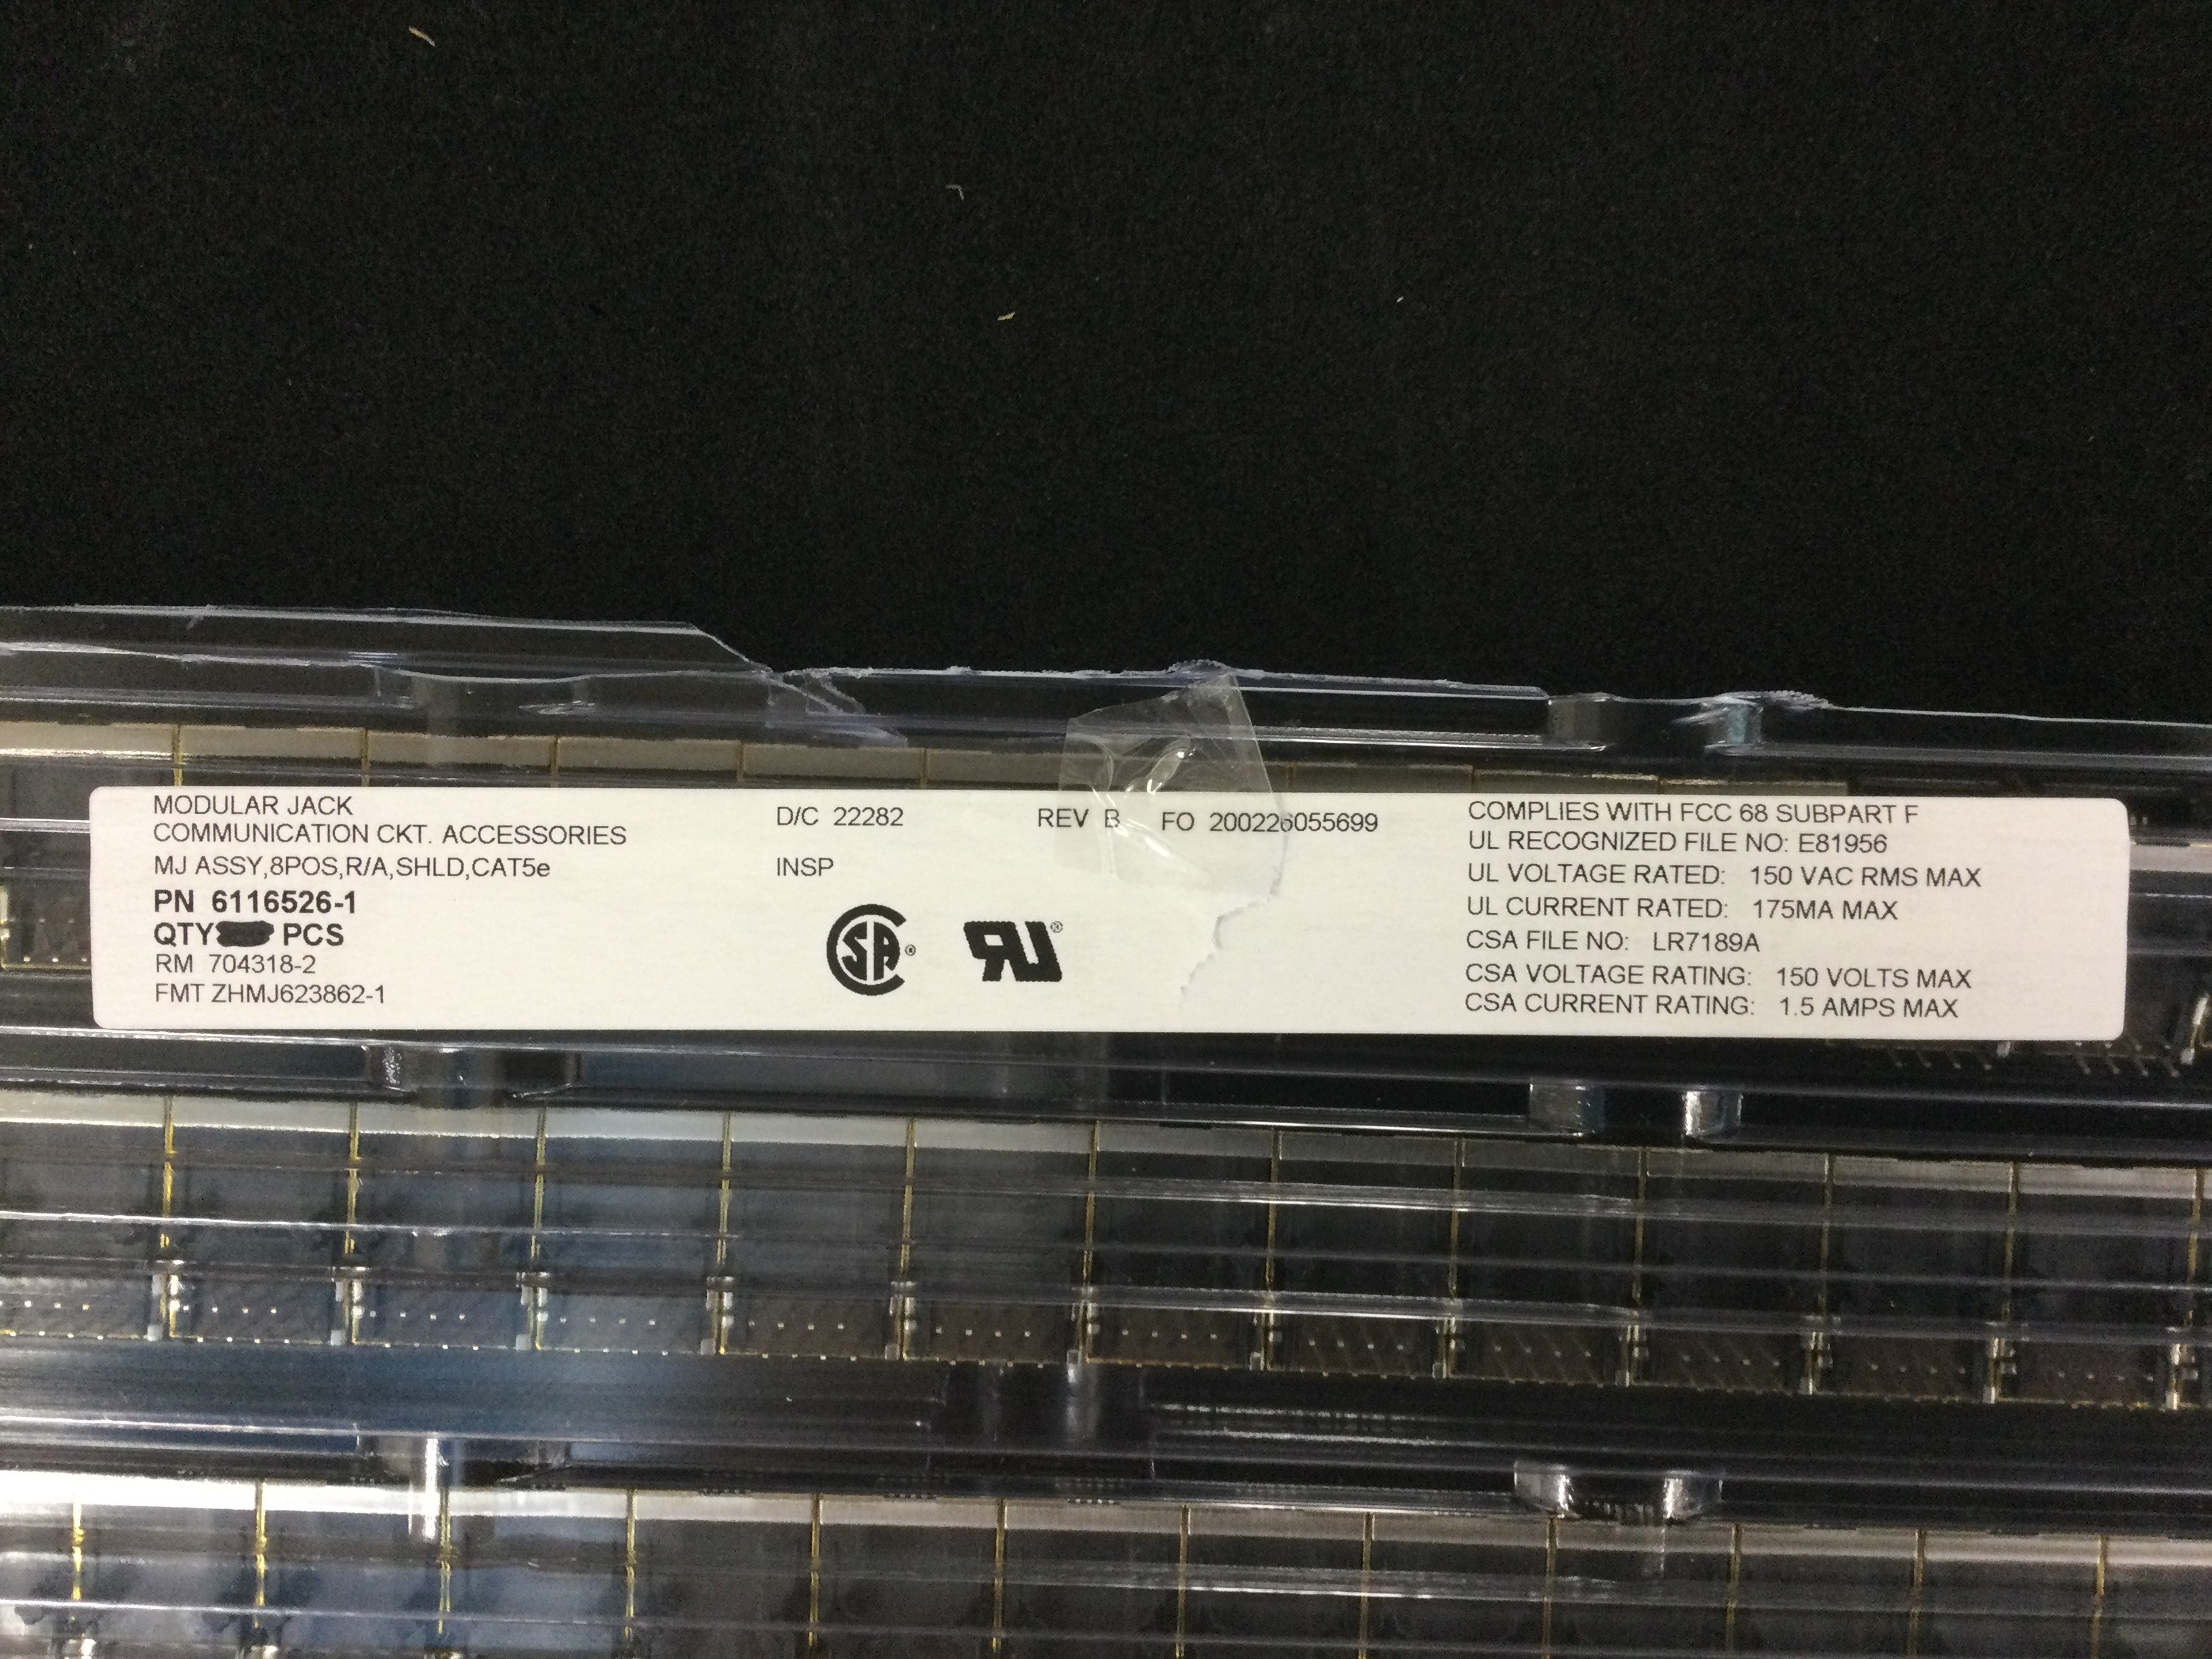 MODULAR JACK
COMMUNICATION CKT. ACCESSORIES
MJ ASSY,8POS,R/A,SHLD,CAT5e
PN 6116526-1
QTY PCS
RM 704318-2
FMT ZHMJ623862-1
D/C 22282 REV B FO 200226055699
INSP
SA ®
RU ®
COMPLIES WITH FCC 68 SUBPART F
UL RECOGNIZED FILE NO: E81956
UL VOLTAGE RATED: 150 VAC RMS MAX
UL CURRENT RATED: 175MA MAX
CSA FILE NO: LR7189A
CSA VOLTAGE RATING: 150 VOLTS MAX
CSA CURRENT RATING: 1.5 AMPS MAX